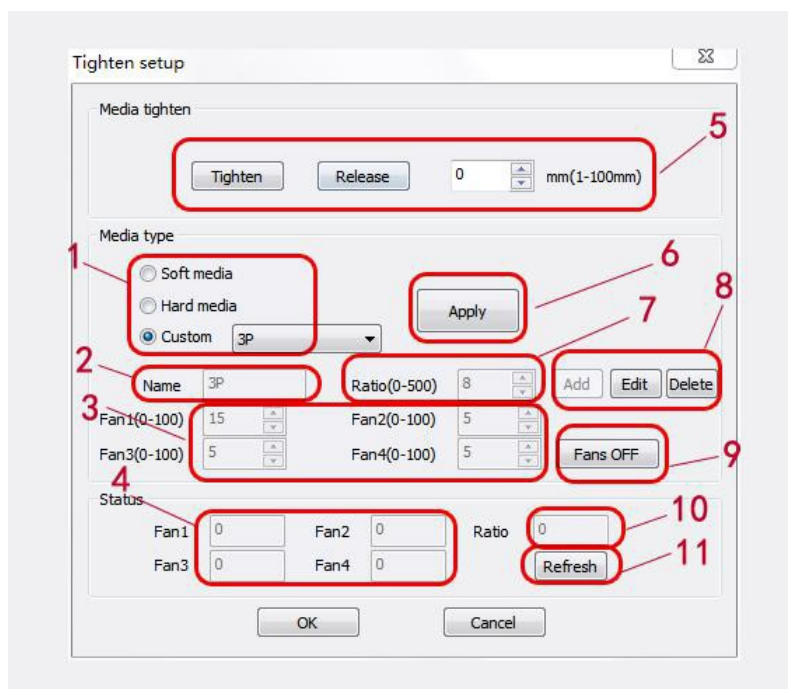 Tighten setup
Media tighten
5
Tighten Release 0 mm(1-100mm)
Media type
1
Soft media
6
Hard media
Apply
7
8
Custom 3P
2
Name 3P Ratio(0-500) 8 Add Edit Delete
3
Fan1(0-100) 15 Fan2(0-100) 5
Fan3(0-100) 5 Fan4(0-100) 5 Fans OFF
9
4
Status
10
Fan1 0 Fan2 0 Ratio 0
11
Fan3 0 Fan4 0 Refresh
OK Cancel